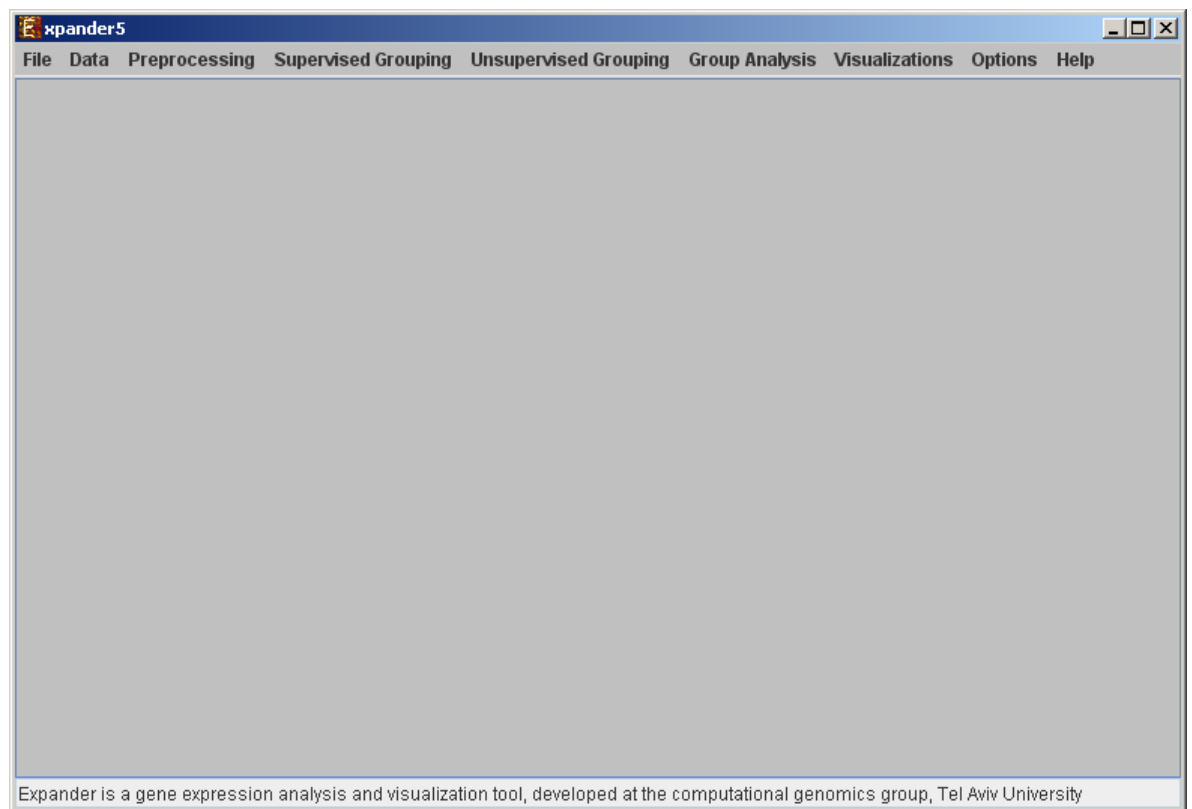 xpander5
File Data Preprocessing Supervised Grouping Unsupervised Grouping Group Analysis Visualizations Options Help
Expander is a gene expression analysis and visualization tool, developed at the computational genomics group, Tel Aviv University